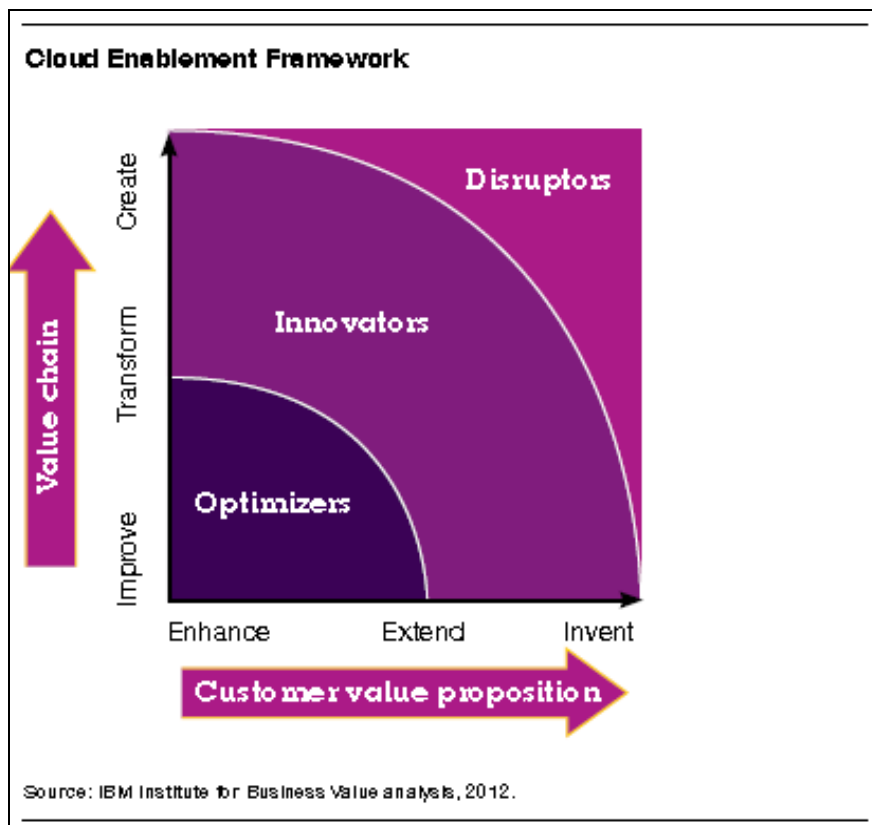 Cloud Enablement Framework
Create
Disruptors
Transform
Innovators
Value chain
Optimizers
Improve
Enhance
Extend
Invent
Customer value proposition
Source: IBM Institute for Business Value analysis, 2012.